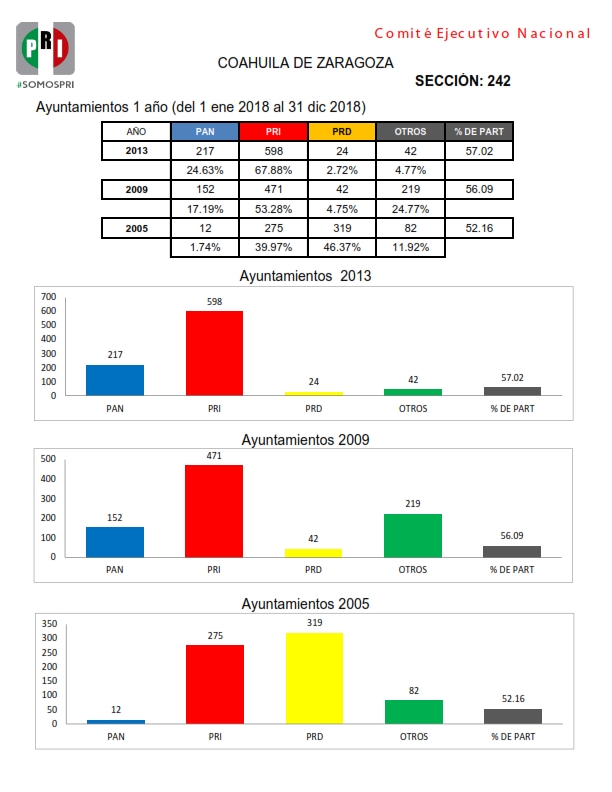 PRI
#SOMOSPRI
Comité Ejecutivo Nacional
COAHUILA DE ZARAGOZA
SECCIÓN: 242
Ayuntamientos 1 año (del 1 ene 2018 al 31 dic 2018)
AÑO PAN PRI PRD OTROS % DE PART
2013 217 598 24 42 57.02
24.63% 67.88% 2.72% 4.77%
2009 152 471 42 219 56.09
17.19% 53.28% 4.75% 24.77%
2005 12 275 319 82 52.16
1.74% 39.97% 46.37% 11.92%
Ayuntamientos 2013
700
600
500
400
300
200
100
0
217 598 24 42 57.02
PAN PRI PRD OTROS % DE PART
Ayuntamientos 2009
500
400
300
200
100
0
152 471 42 219 56.09
PAN PRI PRD OTROS % DE PART
Ayuntamientos 2005
350
300
250
200
150
100
50
0
12 275 319 82 52.16
PAN PRI PRD OTROS % DE PART